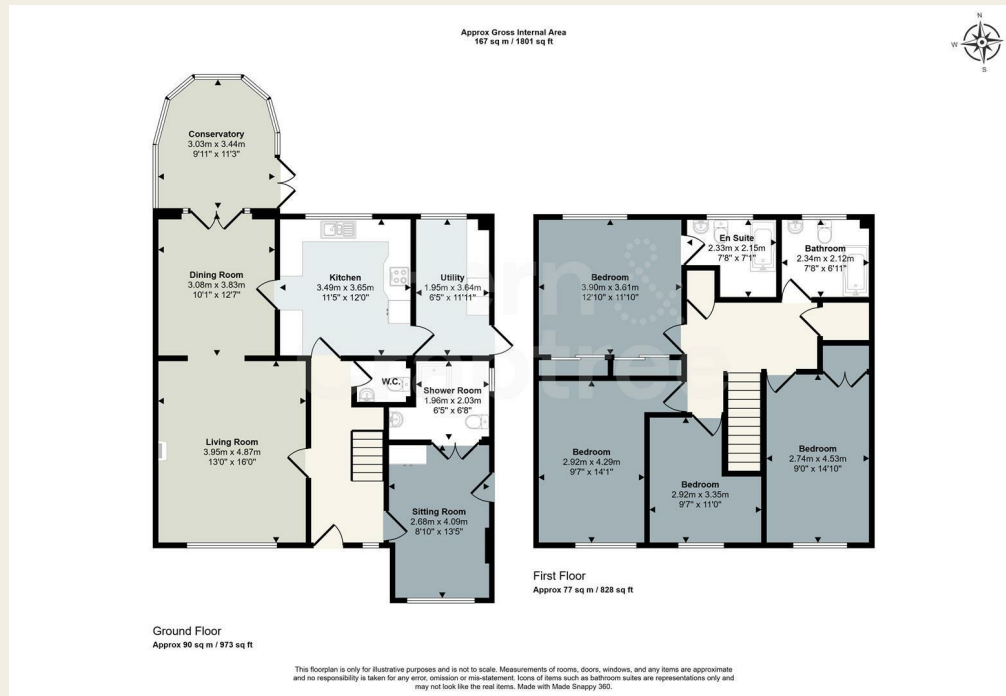 Approx Gross Internal Area
167 sq m / 1801 sq ft
N
W
E
S
Conservatory
3.03m x 3.44m
9'11" x 11'3"
Dining Room
3.08m x 3.83m
10'1" x 12'7"
Kitchen
3.49m x 3.65m
11'5" x 12'0"
Utility
1.95m x 3.64m
6'5" x 11'11"
W.C.
Shower Room
1.96m x 2.03m
6'5" x 6'8"
Living Room
3.95m x 4.87m
13'0" x 16'0"
Sitting Room
2.68m x 4.09m
8'10" x 13'5"
Ground Floor
Approx 90 sq m / 973 sq ft
Bedroom
3.90m x 3.61m
12'10" x 11'10"
En Suite
2.33m x 2.15m
7'8" x 7'1"
Bathroom
2.34m x 2.12m
7'8" x 6'11"
Bedroom
2.92m x 4.29m
9'7" x 14'1"
Bedroom
2.92m x 3.35m
9'7" x 11'0"
Bedroom
2.74m x 4.53m
9'0" x 14'10"
First Floor
Approx 77 sq m / 828 sq ft
This floorplan is only for illustrative purposes and is not to scale. Measurements of rooms, doors, windows, and any items are approximate
and no responsibility is taken for any error, omission or mis-statement. Icons of items such as bathroom suites are representations only and
may not look like the real items. Made with Made Snappy 360.